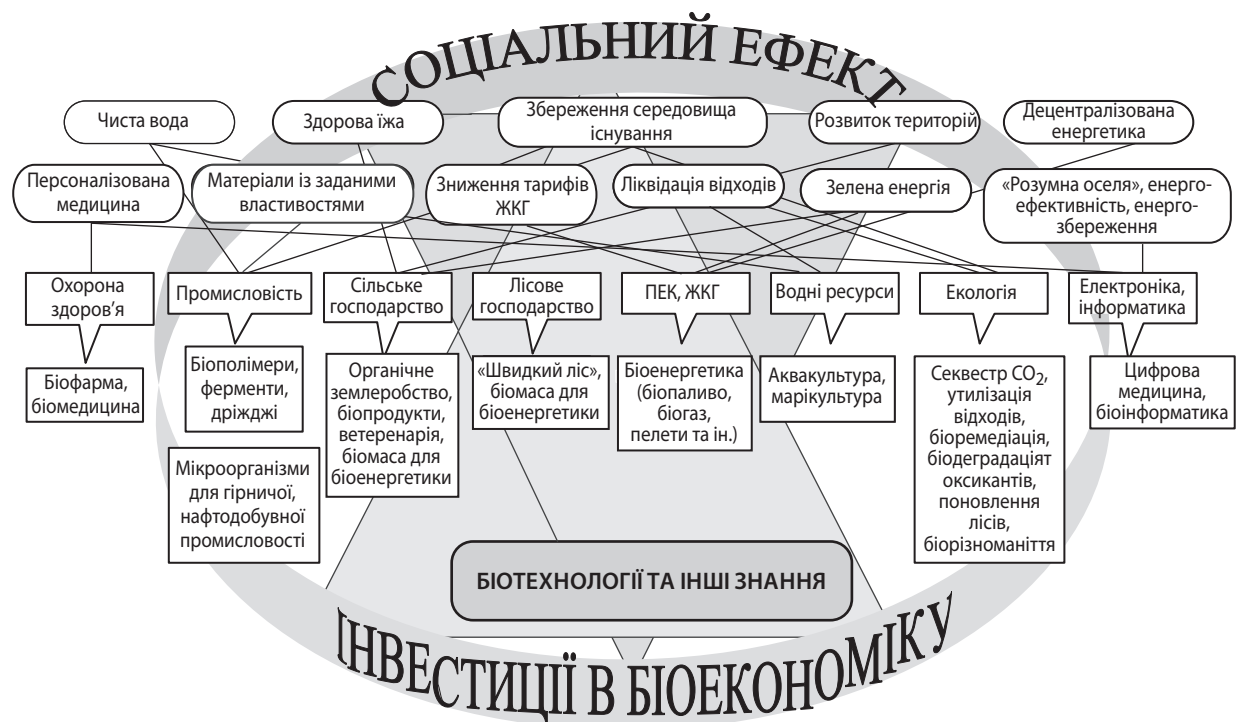 СОЦІАЛЬНИЙ ЕФЕКТ
Чиста вода
Здорова їжа
Збереження середовища
існування
Розвиток територій
Децентралізована
енергетика
Персоналізована
медицина
Матеріали із заданими
властивостями
Зниження тарифів
ЖКГ
Ліквідація відходів
Зелена енергія
«Розумна оселя», енерго-
ефективність, енерго-
збереження
Охорона
здоров’я
Промисловість
Сільське
господарство
Лісове
господарство
ПЕК, ЖКГ
Водні ресурси
Екологія
Електроніка,
інформатика
Біофарма,
біомедицина
Біополімери,
ферменти,
дріжджі
Органічне
землеробство,
біопродукти,
ветеренарія,
біомаса для
біоенергетики
«Швидкий ліс»,
біомаса для
біоенергетики
Біоенергетика
(біопаливо,
біогаз,
пелети та ін.)
Аквакультура,
марікультура
Секвестр CO2,
утилізація
відходів,
біоремедіація,
біодеградаціят
оксикантів,
поновлення
лісів,
біорізноманіття
Цифрова
медицина,
біоінформатика
Мікроорганізми
для гірничої,
нафтодобувної
промисловості
БІОТЕХНОЛОГІЇ ТА ІНШІ ЗНАННЯ
ІНВЕСТИЦІЇ В БІОЕКОНОМІКУ